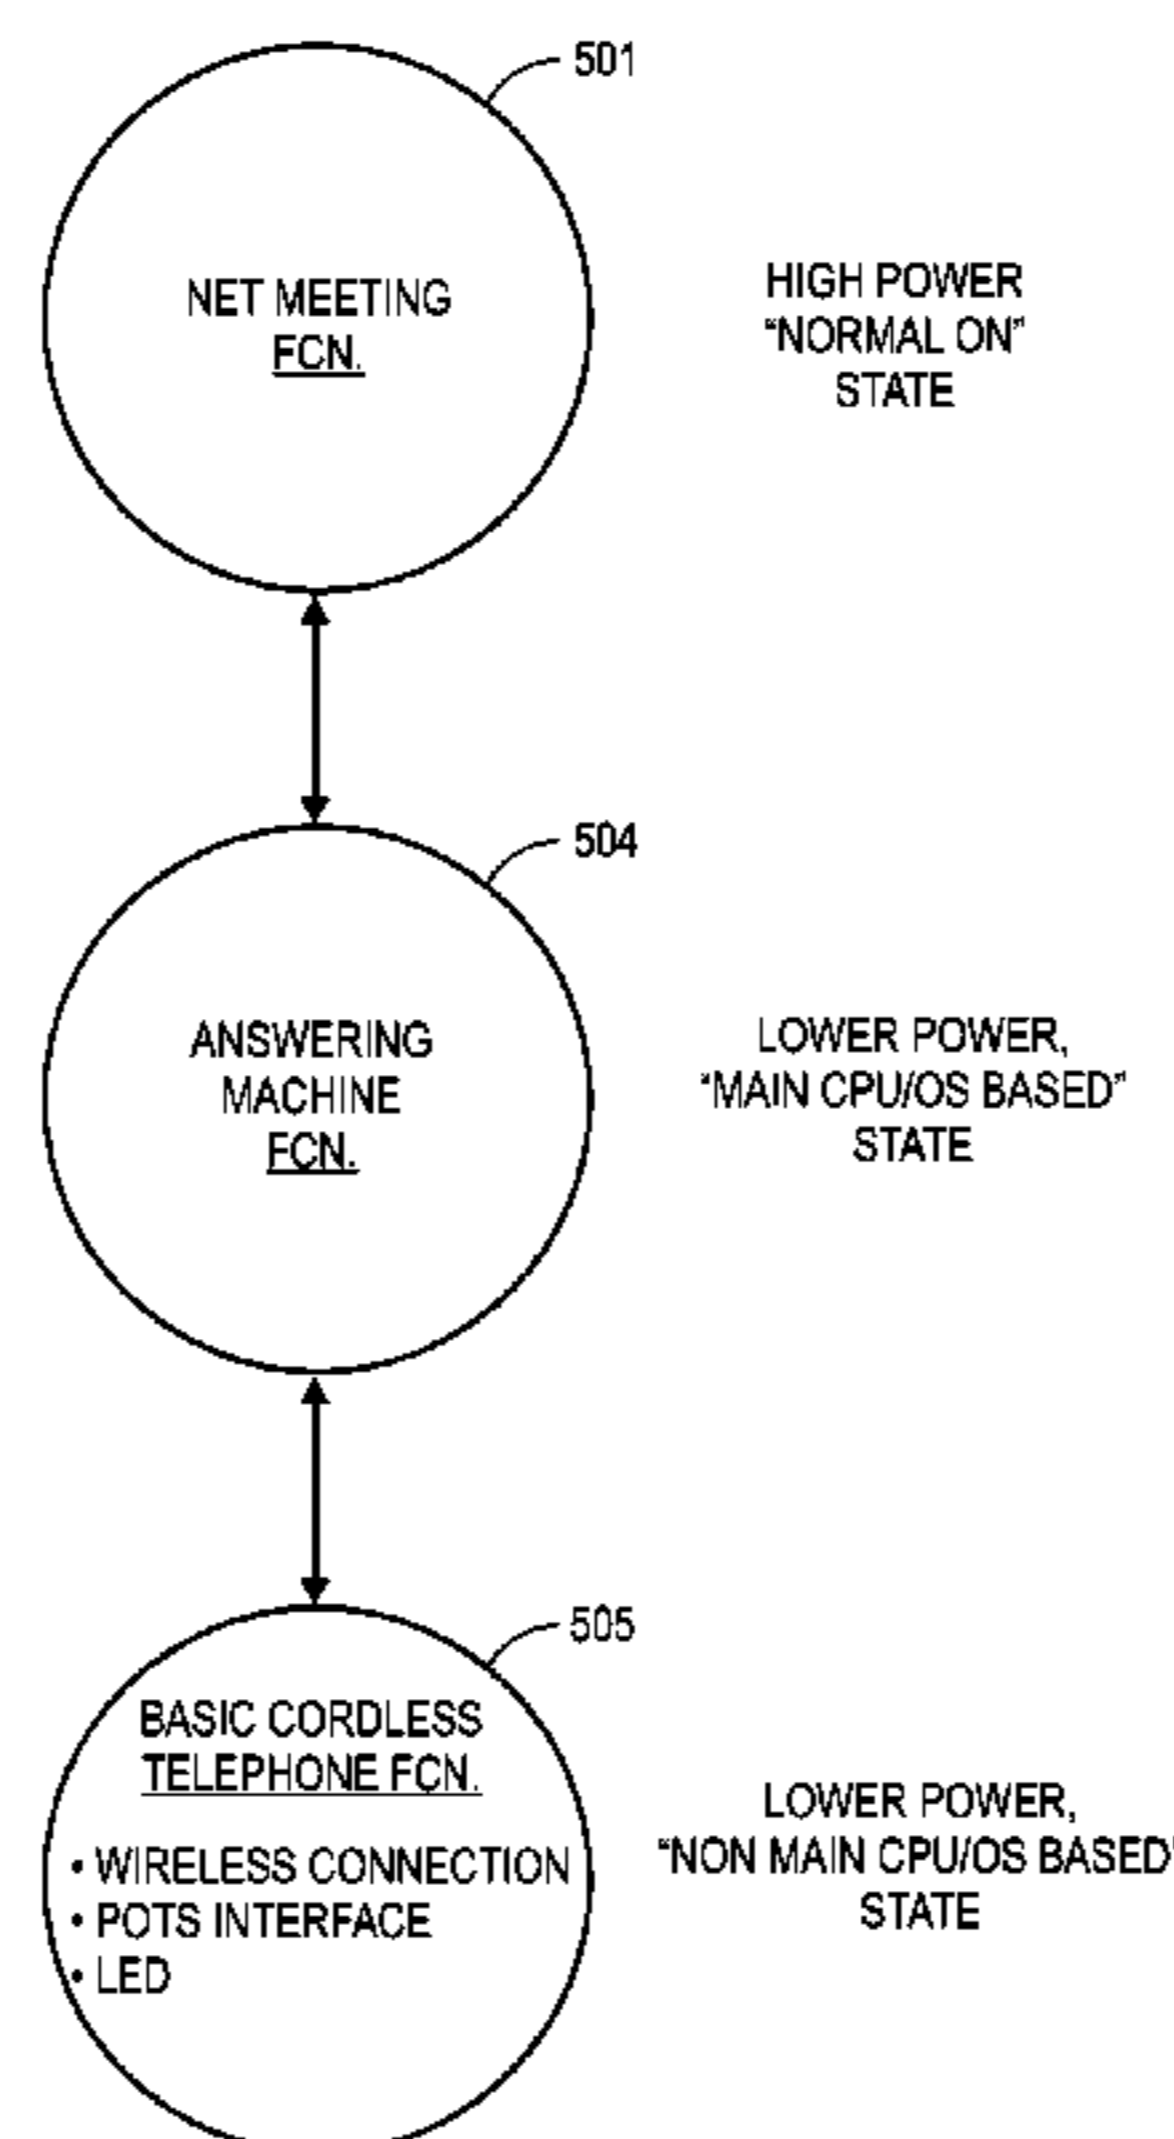 501
NET MEETING
FCN.
HIGH POWER
“NORMAL ON”
STATE
504
ANSWERING
MACHINE
FCN.
LOWER POWER,
“MAIN CPU/OS BASED”
STATE
505
BASIC CORDLESS
TELEPHONE FCN.
• WIRELESS CONNECTION
• POTS INTERFACE
• LED
LOWER POWER,
“NON MAIN CPU/OS BASED”
STATE